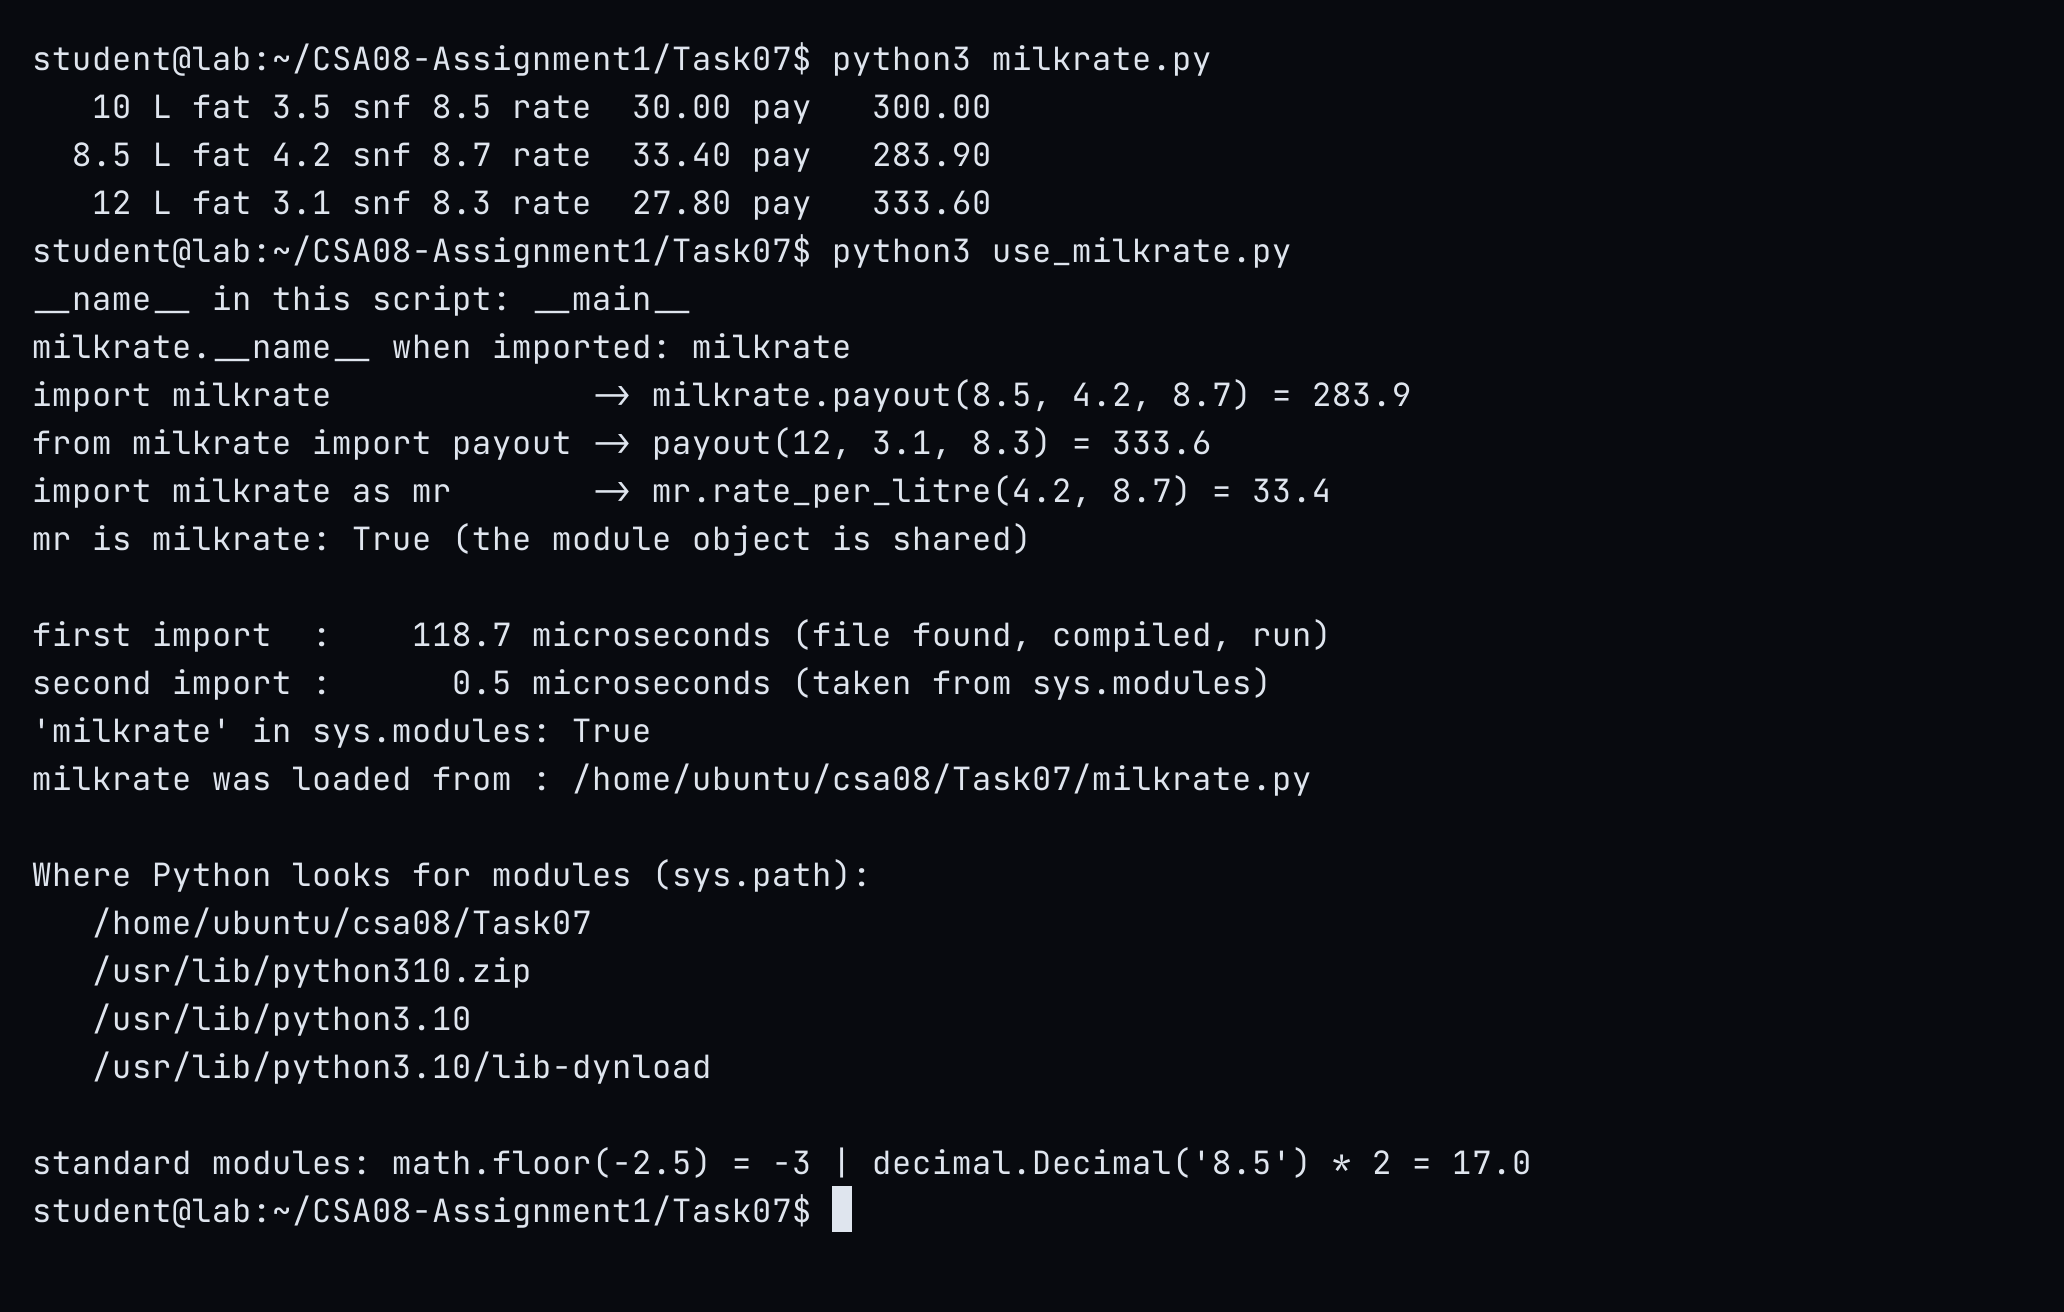 student@lab:~/CSA08-Assignment1/Task07$ python3 milkrate.py
   10 L fat 3.5 snf 8.5 rate  30.00 pay   300.00
  8.5 L fat 4.2 snf 8.7 rate  33.40 pay   283.90
   12 L fat 3.1 snf 8.3 rate  27.80 pay   333.60
student@lab:~/CSA08-Assignment1/Task07$ python3 use_milkrate.py
__name__ in this script: __main__
milkrate.__name__ when imported: milkrate
import milkrate             -> milkrate.payout(8.5, 4.2, 8.7) = 283.9
from milkrate import payout -> payout(12, 3.1, 8.3) = 333.6
import milkrate as mr       -> mr.rate_per_litre(4.2, 8.7) = 33.4
mr is milkrate: True (the module object is shared)

first import  :    118.7 microseconds (file found, compiled, run)
second import :      0.5 microseconds (taken from sys.modules)
'milkrate' in sys.modules: True
milkrate was loaded from : /home/ubuntu/csa08/Task07/milkrate.py

Where Python looks for modules (sys.path):
   /home/ubuntu/csa08/Task07
   /usr/lib/python310.zip
   /usr/lib/python3.10
   /usr/lib/python3.10/lib-dynload

standard modules: math.floor(-2.5) = -3 | decimal.Decimal('8.5') * 2 = 17.0
student@lab:~/CSA08-Assignment1/Task07$